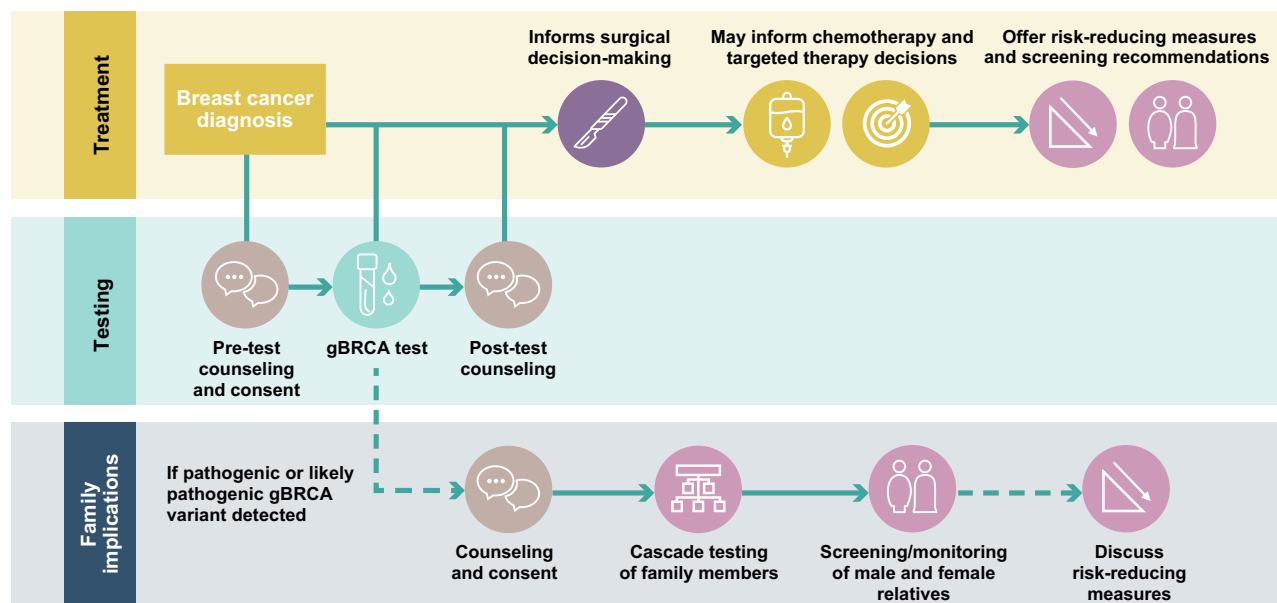 Treatment
Breast cancer
diagnosis
Informs surgical
decision-making
May inform chemotherapy and
targeted therapy decisions
Offer risk-reducing measures
and screening recommendations
Testing
Pre-test
counseling
and consent
gBRCA test
Post-test
counseling
Family
implications
If pathogenic or likely
pathogenic gBRCA
variant detected
Counseling
and consent
Cascade testing
of family members
Screening/monitoring
of male and female
relatives
Discuss
risk-reducing
measures